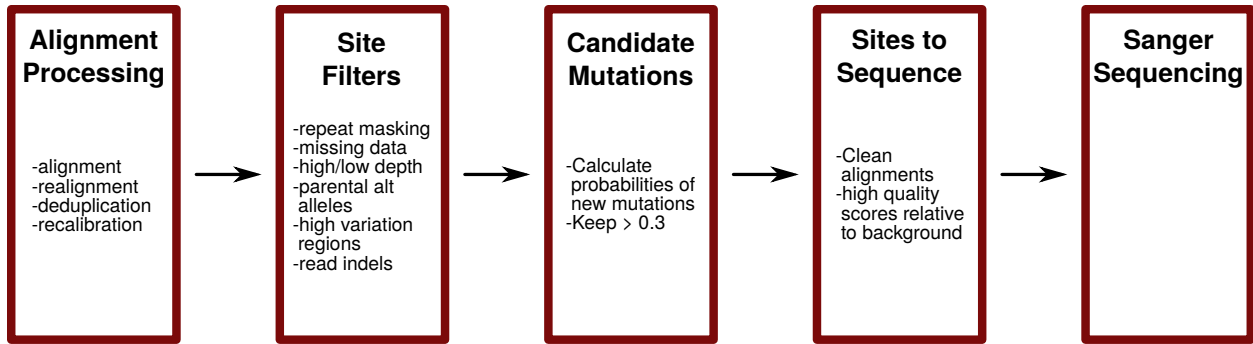 Alignment
Processing
-alignment
-realignment
-deduplication
-recalibration
Site
Filters
-repeat masking
-missing data
-high/low depth
-parental alt
alleles
-high variation
regions
-read indels
Candidate
Mutations
-Calculate
probabilities of
new mutations
-Keep > 0.3
Sites to
Sequence
-Clean
alignments
-high quality
scores relative
to background
Sanger
Sequencing